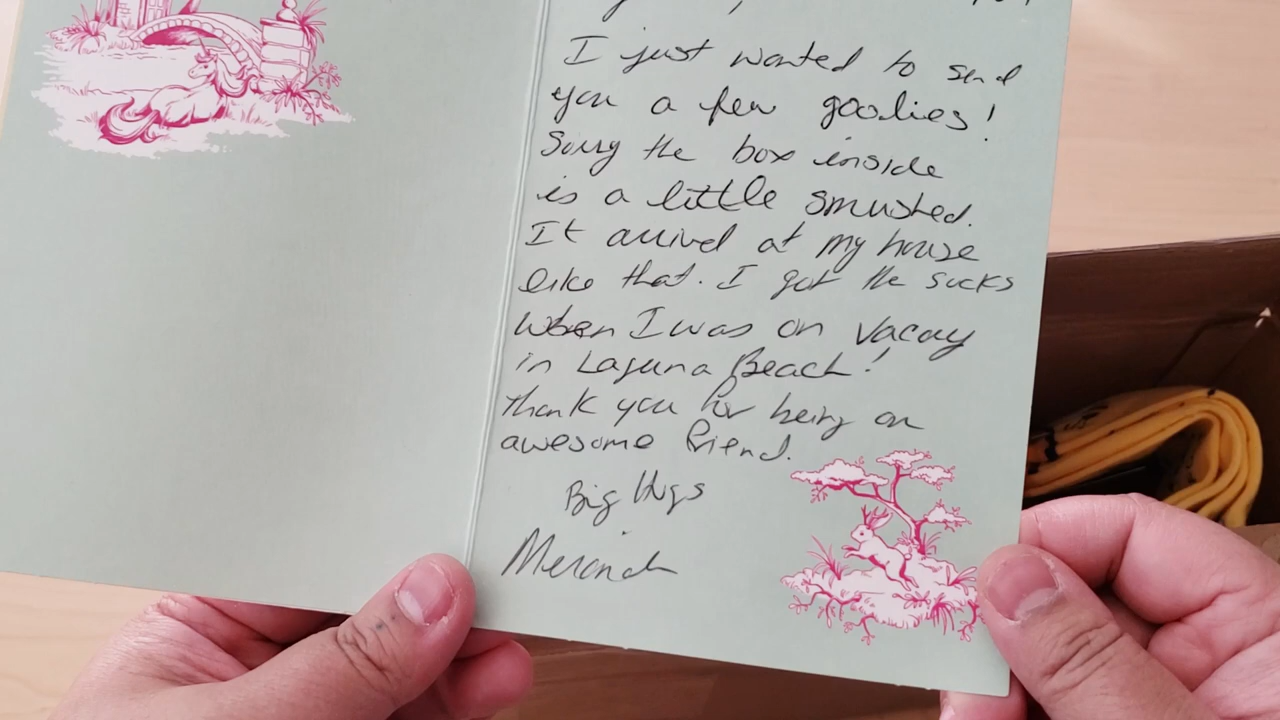 I just wanted to send
you a few goodies!
Sorry the box inside
is a little smushed.
It arrived at my house
like that. I got the socks
when I was on vacay
in Laguna Beach!
Thank you for being an
awesome friend.
Big Hugs